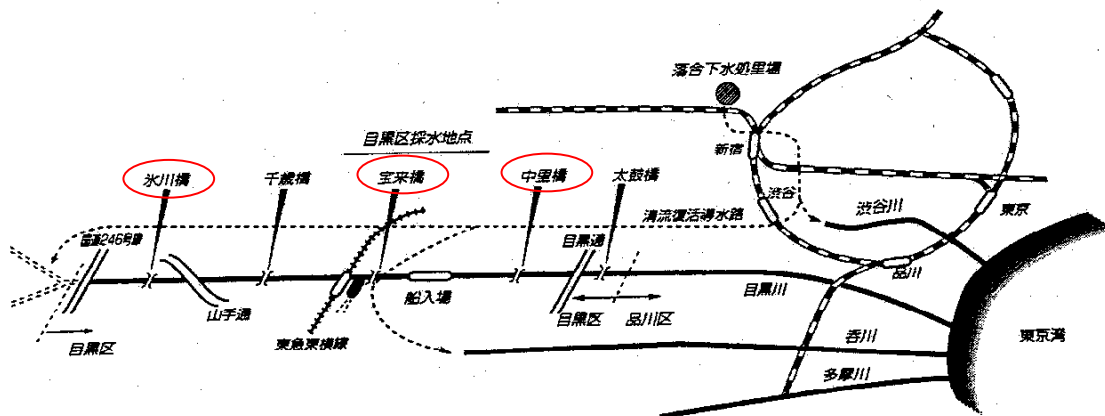 落合下水処理場
目黒区採水地点
新宿
氷川橋
千歳橋
宝来橋
中里橋
太鼓橋
渋谷
渋谷川
東京
清流復活導水路
国道246号線
目黒通
品川
山手通
船入場
目黒川
目黒区
品川区
目黒区
東急東横線
呑川
東京湾
多摩川